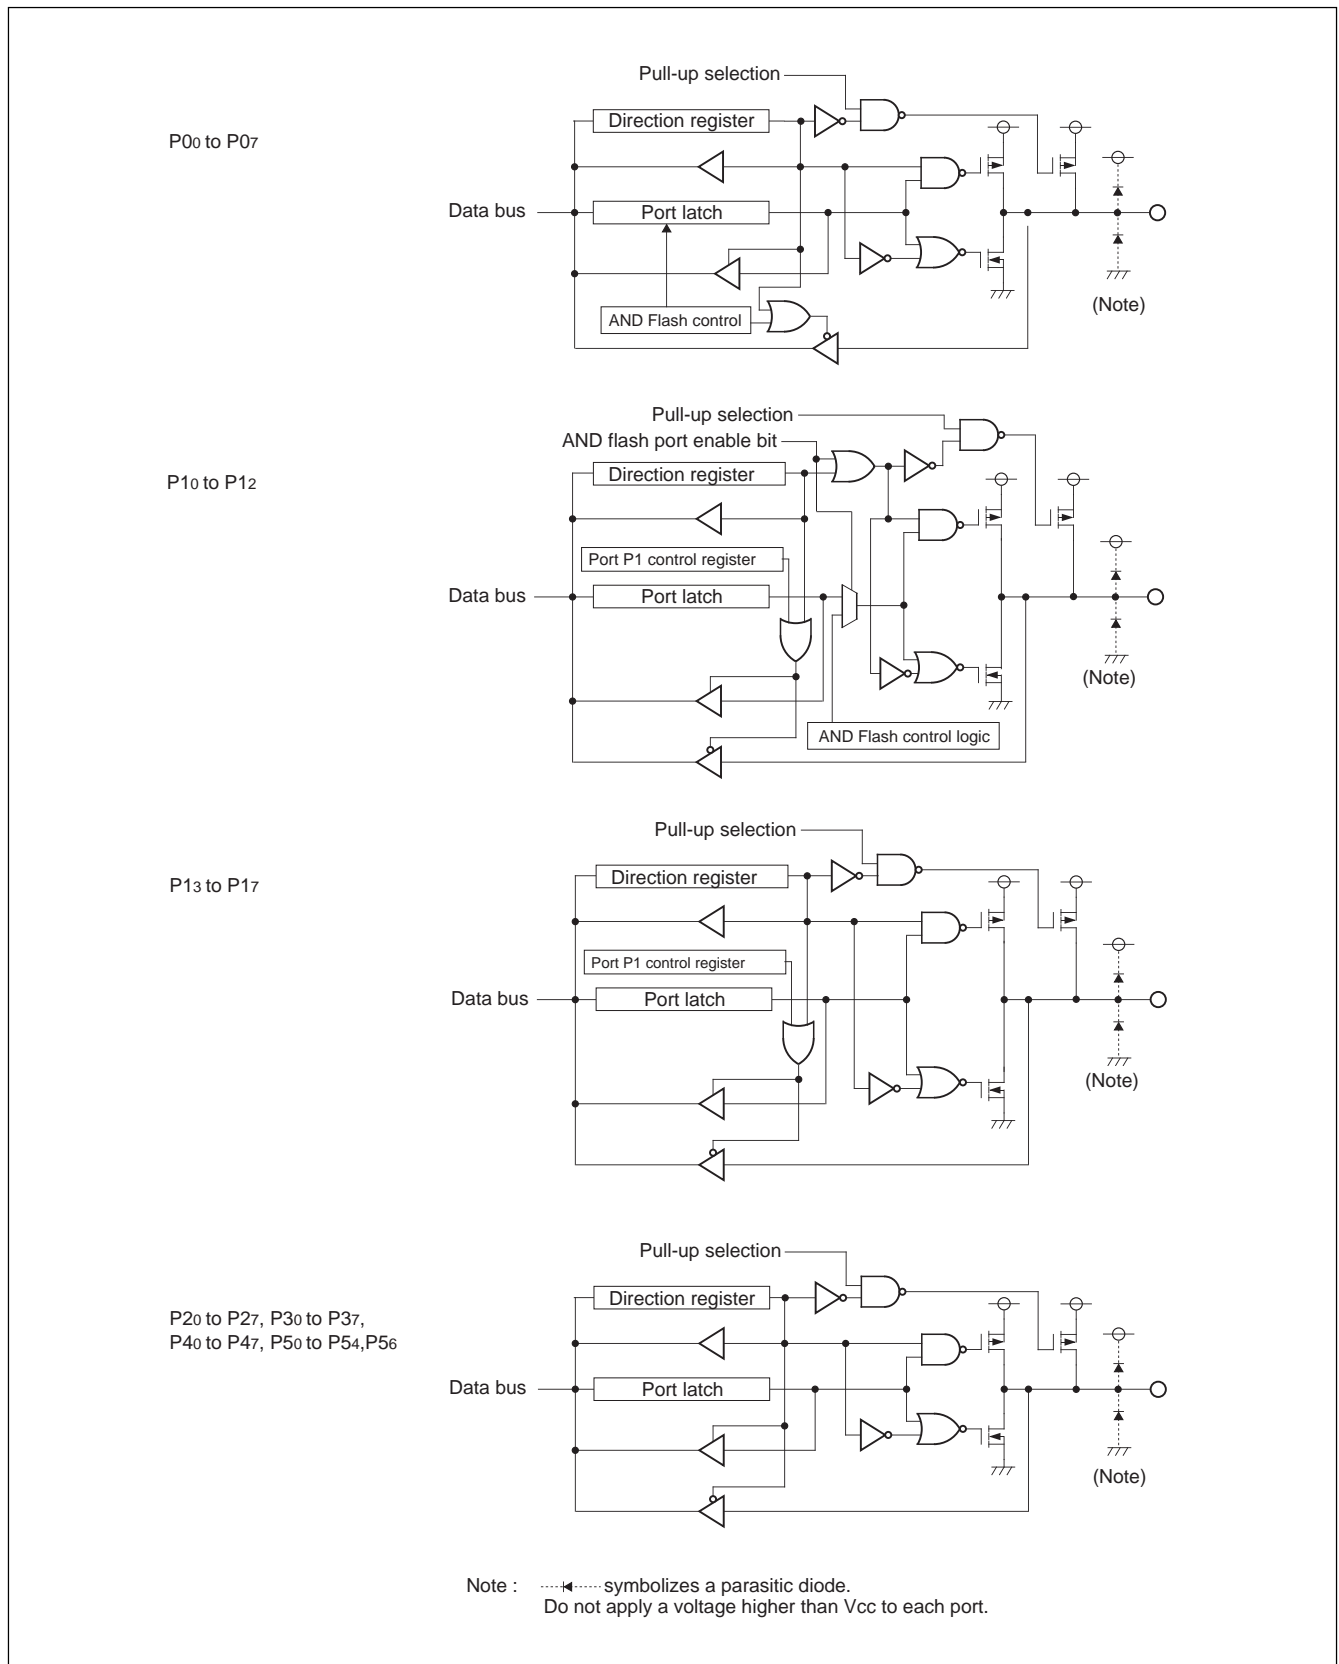 Pull-up selection
Direction register
P00 to P07
Data bus
Port latch
AND Flash control
(Note)
Pull-up selection
AND flash port enable bit
Direction register
P10 to P12
Port P1 control register
Data bus
Port latch
(Note)
AND Flash control logic
Pull-up selection
Direction register
P13 to P17
Port P1 control register
Data bus
Port latch
(Note)
Pull-up selection
Direction register
P20 to P27, P30 to P37,
P40 to P47, P50 to P54,P56
Data bus
Port latch
(Note)
Note : symbolizes a parasitic diode.
Do not apply a voltage higher than Vcc to each port.